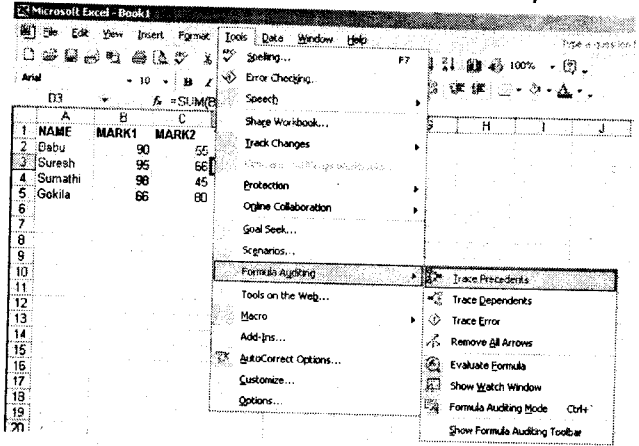 Microsoft Excel - Book1
File Edit View Insert Format Tools Data Window Help
Type a question f
Arial 10 B I 100%
D3 fx =SUM(B
A B C G H I J
1 NAME MARK1 MARK2
2 Babu 90 55
3 Suresh 95 66
4 Sumathi 98 45
5 Gokila 66 80
6
7
8
9
10
11
12
13
14
15
16
17
18
19
20
Spelling... F7
Error Checking...
Speech
Share Workbook...
Track Changes
Compare and Merge Workbooks...
Protection
Online Collaboration
Goal Seek...
Scenarios...
Formula Auditing
Tools on the Web...
Macro
Add-Ins...
AutoCorrect Options...
Customize...
Options...
Trace Precedents
Trace Dependents
Trace Error
Remove All Arrows
Evaluate Formula
Show Watch Window
Formula Auditing Mode Ctrl+`
Show Formula Auditing Toolbar